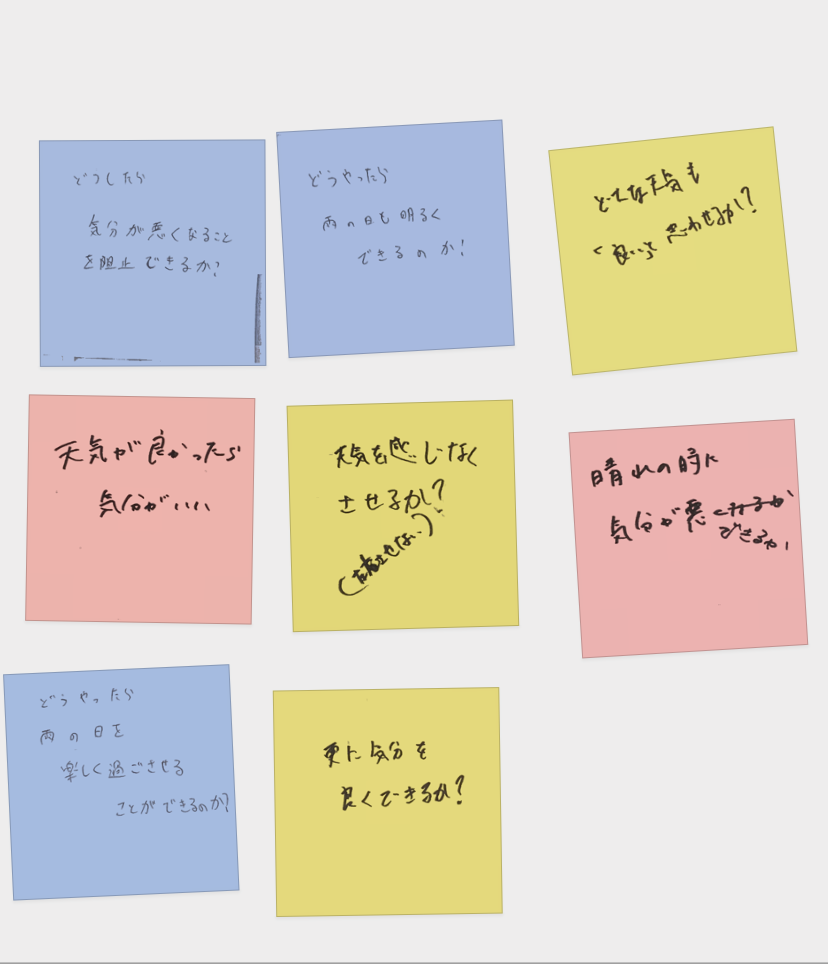 どうしたら
気分が悪くなること
を阻止できるか?
どうやったら
雨の日も明るく
できるのか!
どんな天気も
「良い」と思わせるか!?
天気が良かったら
気分がいい
天気を感じなく
させるか!?
(左右させない)
晴れの時に
気分が悪くなるか
できるか!
どうやったら
雨の日を
楽しく過ごさせる
ことができるのか?
更に気分を
良くできるか?